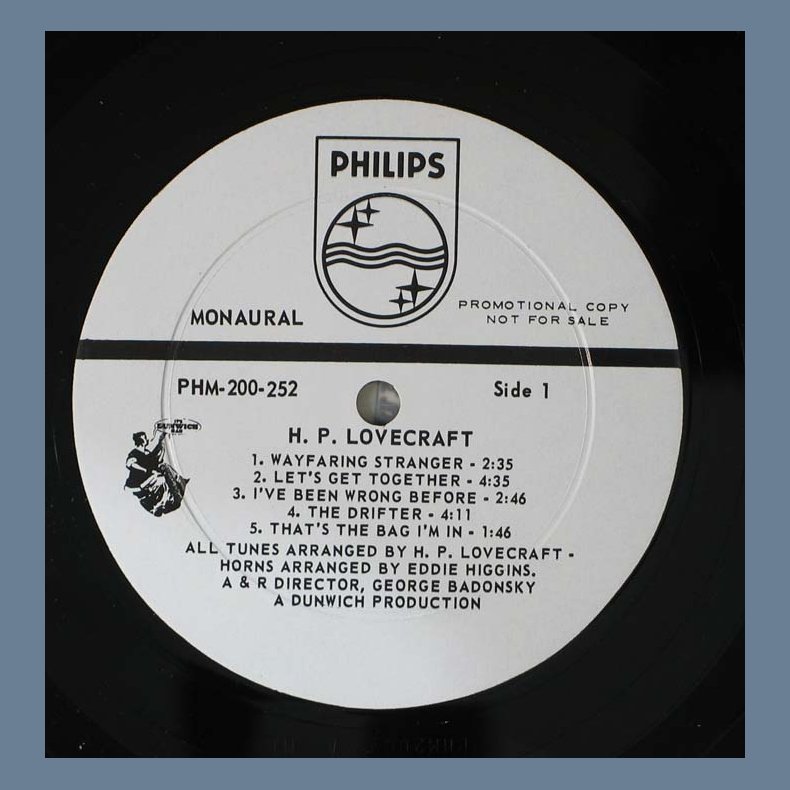 PHILIPS
MONAURAL
PROMOTIONAL COPY
NOT FOR SALE
PHM-200-252
Side 1
DUNWICH
H. P. LOVECRAFT
1. WAYFARING STRANGER - 2:35
2. LET'S GET TOGETHER - 4:35
3. I'VE BEEN WRONG BEFORE - 2:46
4. THE DRIFTER - 4:11
5. THAT'S THE BAG I'M IN - 1:46
ALL TUNES ARRANGED BY H. P. LOVECRAFT -
HORNS ARRANGED BY EDDIE HIGGINS.
A & R DIRECTOR, GEORGE BADONSKY
A DUNWICH PRODUCTION